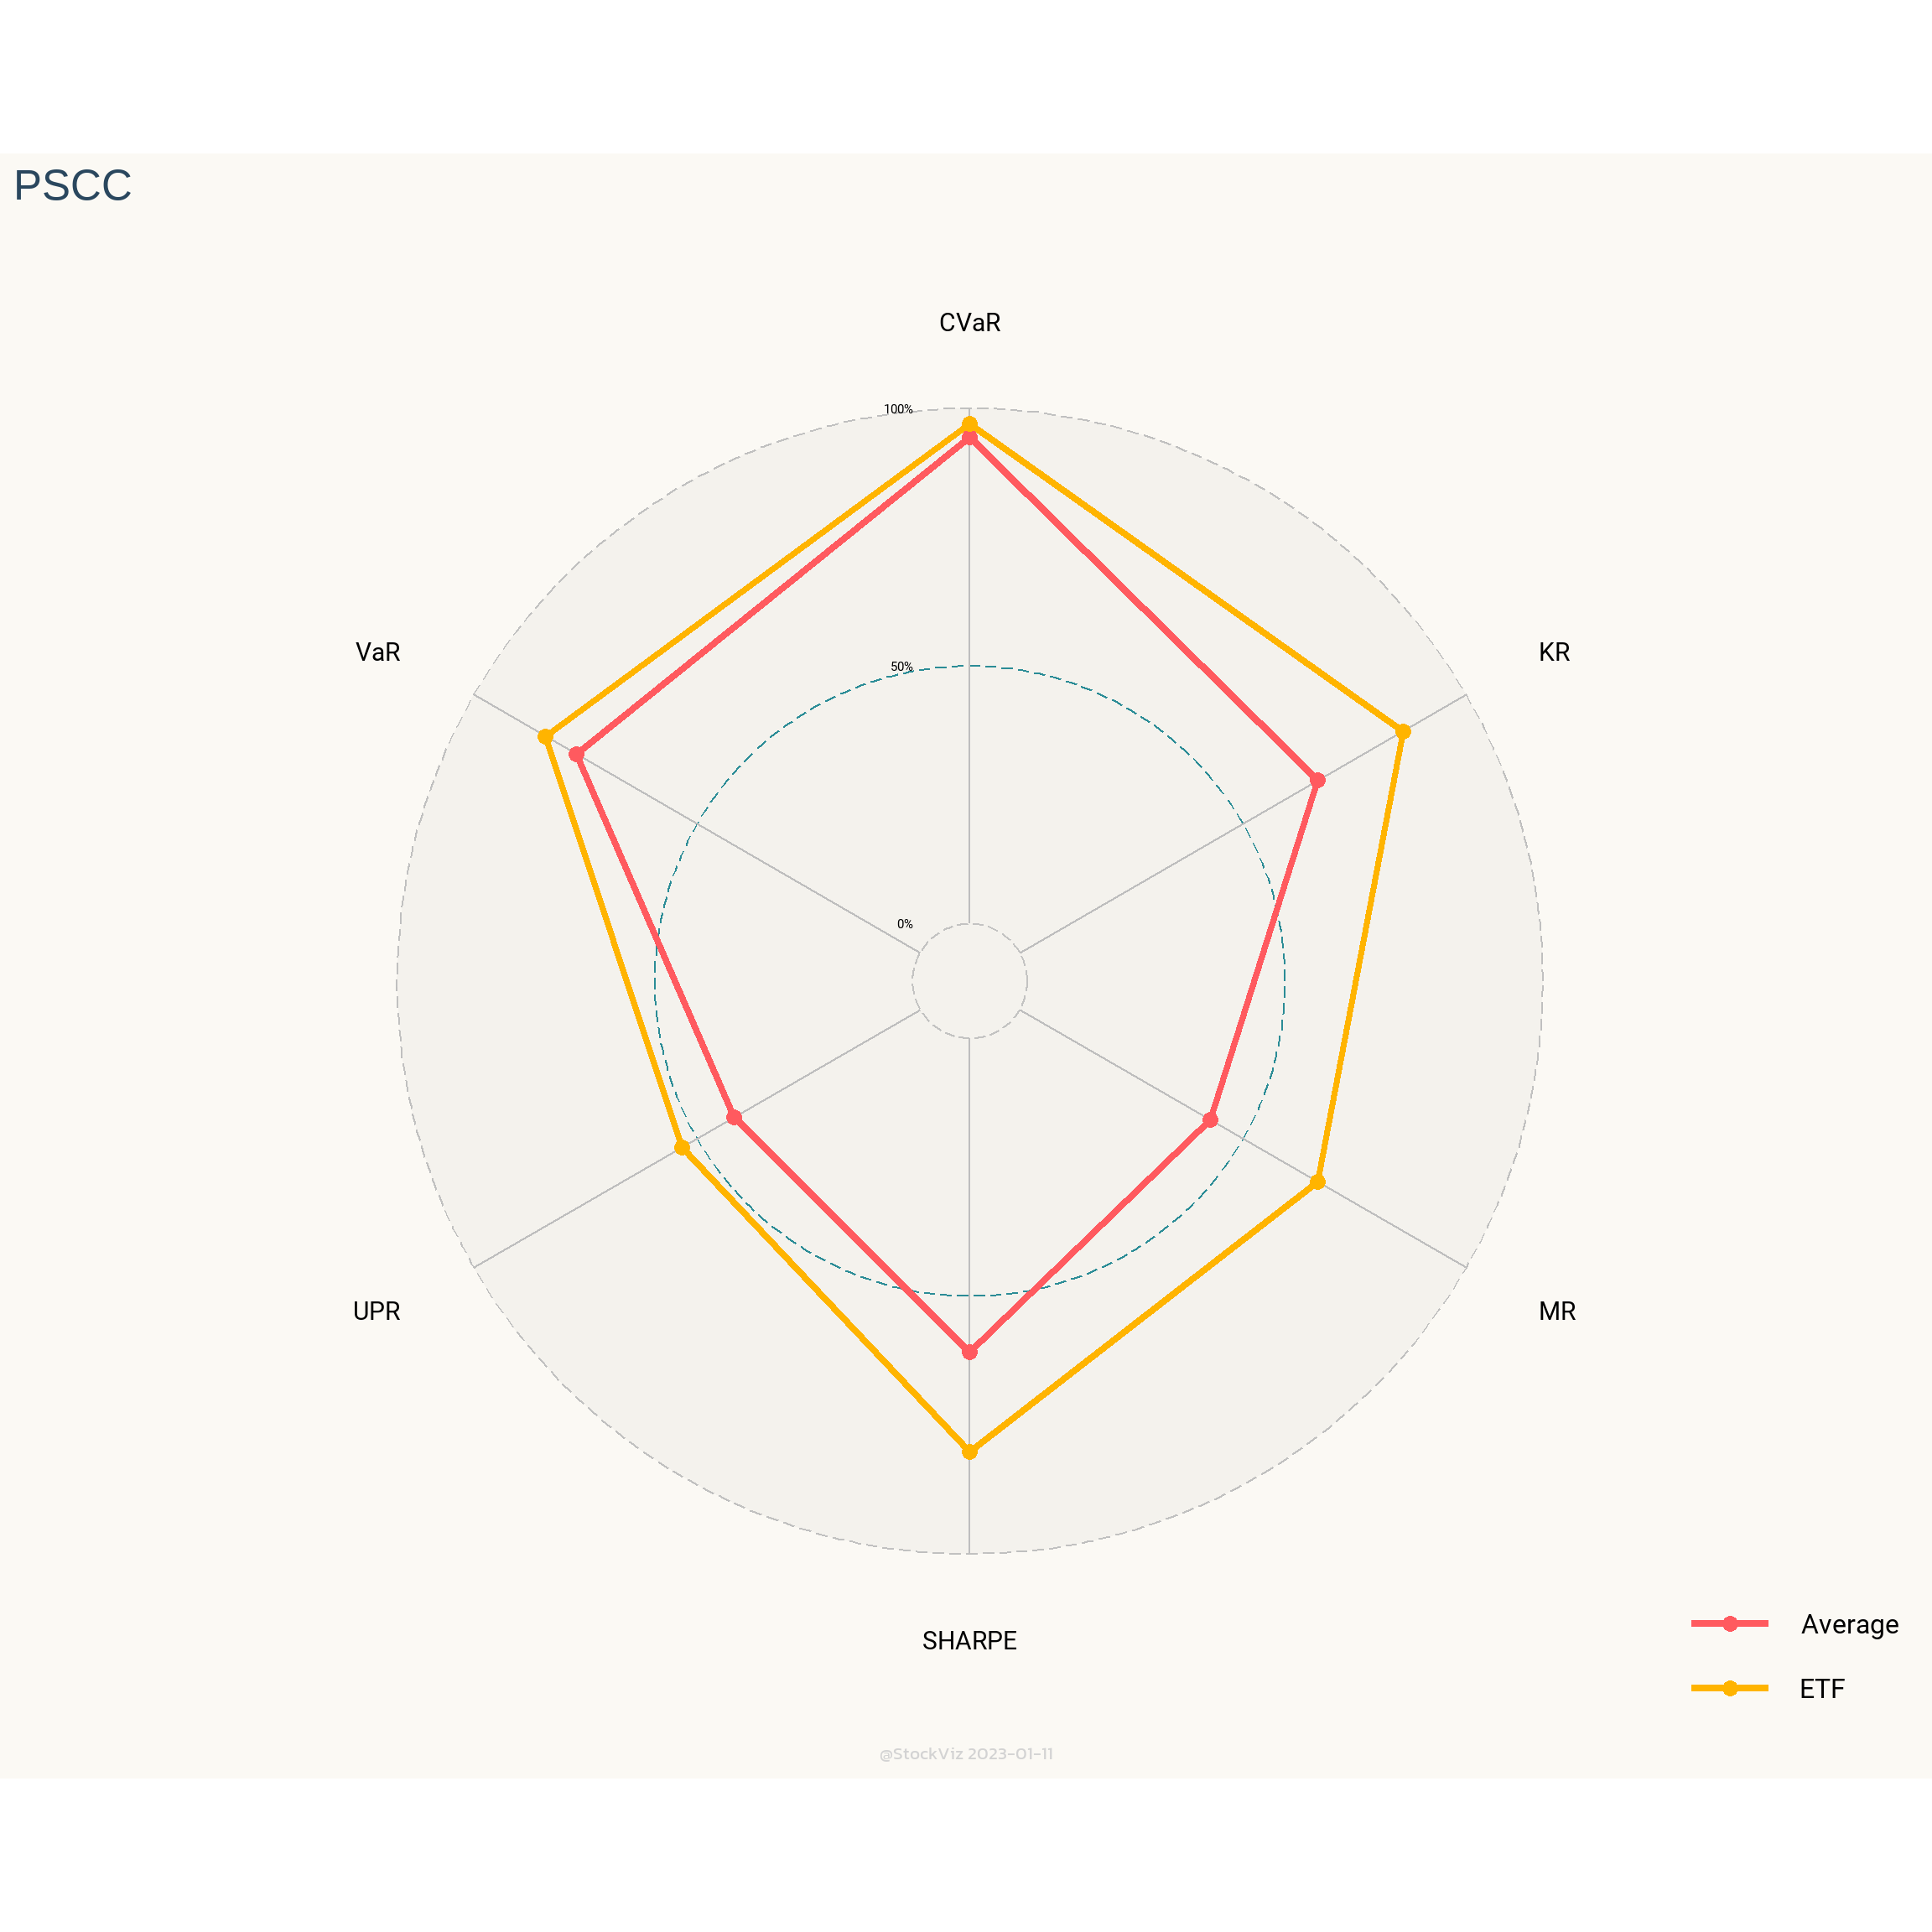 PSCC
CVaR
100%
VaR
KR
50%
0%
UPR
MR
SHARPE
Average
ETF
@StockViz 2023-01-11